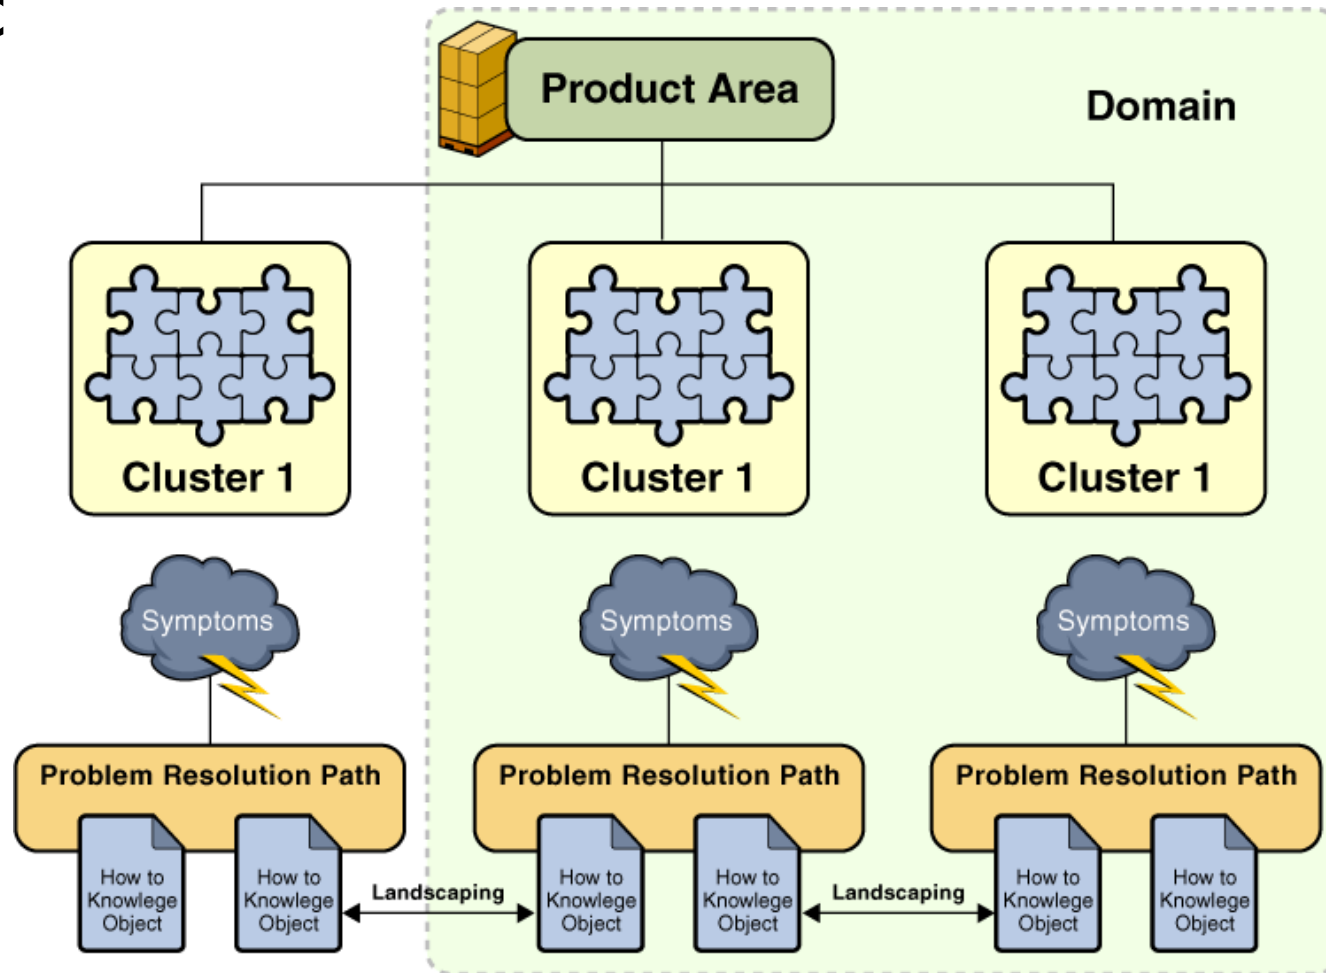 Product Area
Domain
Cluster 1
Cluster 1
Cluster 1
Symptoms
Symptoms
Symptoms
Problem Resolution Path
Problem Resolution Path
Problem Resolution Path
How to
Knowlege
Object
How to
Knowlege
Object
Landscaping
How to
Knowlege
Object
How to
Knowlege
Object
Landscaping
How to
Knowlege
Object
How to
Knowlege
Object